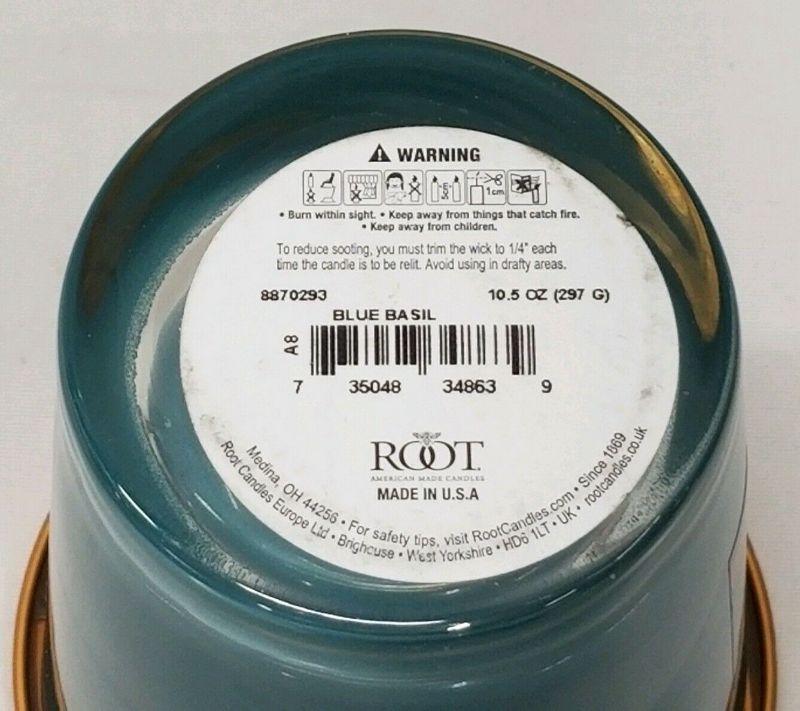 WARNING
5cm
1cm
• Burn within sight. • Keep away from things that catch fire.
• Keep away from children.
To reduce sooting, you must trim the wick to 1/4" each
time the candle is to be relit. Avoid using in drafty areas.
8870293 10.5 OZ (297 G)
BLUE BASIL
A8
7 35048 34863 9
ROOT
AMERICAN MADE CANDLES
MADE IN U.S.A
Medina, OH 44256 • For safety tips, visit RootCandles.com • Since 1869
Root Candles Europe Ltd • Brighouse • West Yorkshire • HD6 1LT • UK • rootcandles.co.uk